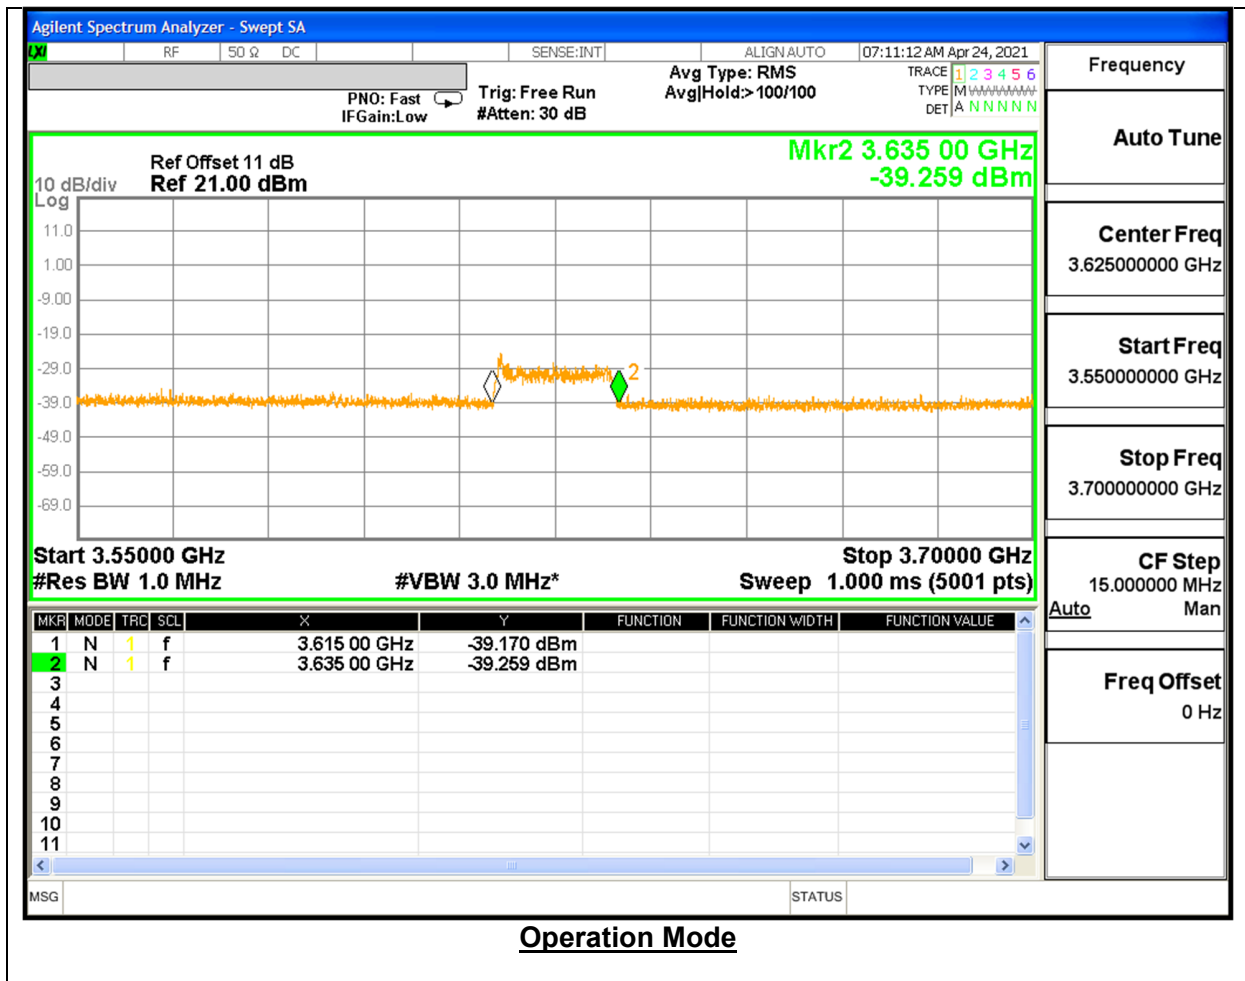 Agilent Spectrum Analyzer - Swept SA
LXI RF 50 Ω DC SENSE:INT ALIGN AUTO 07:11:12 AM Apr 24, 2021
Frequency
Avg Type: RMS TRACE 1 2 3 4 5 6
PNO: Fast Trig: Free Run Avg|Hold:>100/100 TYPE M
IFGain:Low #Atten: 30 dB DET A N N N N N
Auto Tune
Mkr2 3.635 00 GHz
-39.259 dBm
Ref Offset 11 dB
10 dB/div Ref 21.00 dBm
Log
11.0
1.00
-9.00
-19.0
-29.0
-39.0
-49.0
-59.0
-69.0
2
Start 3.55000 GHz Stop 3.70000 GHz
#Res BW 1.0 MHz #VBW 3.0 MHz* Sweep 1.000 ms (5001 pts)
Center Freq
3.625000000 GHz
Start Freq
3.550000000 GHz
Stop Freq
3.700000000 GHz
CF Step
15.000000 MHz
Auto Man
Freq Offset
0 Hz
MKR MODE TRC SCL X Y FUNCTION FUNCTION WIDTH FUNCTION VALUE
1 N 1 f 3.615 00 GHz -39.170 dBm
2 N 1 f 3.635 00 GHz -39.259 dBm
3
4
5
6
7
8
9
10
11
MSG STATUS
Operation Mode